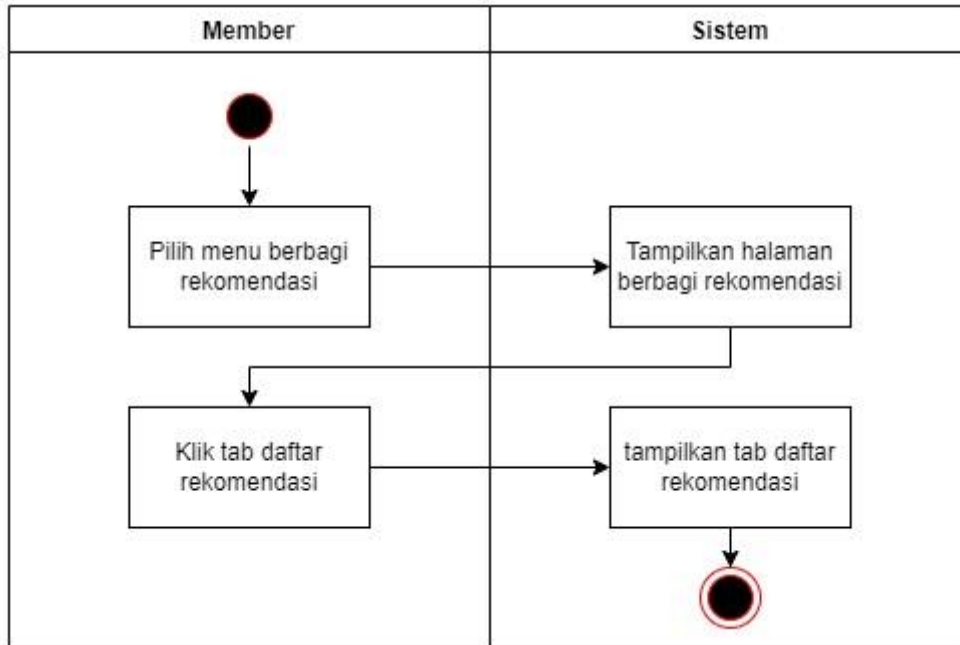 Member
Sistem
Pilih menu berbagi
rekomendasi
Tampilkan halaman
berbagi rekomendasi
Klik tab daftar
rekomendasi
tampilkan tab daftar
rekomendasi